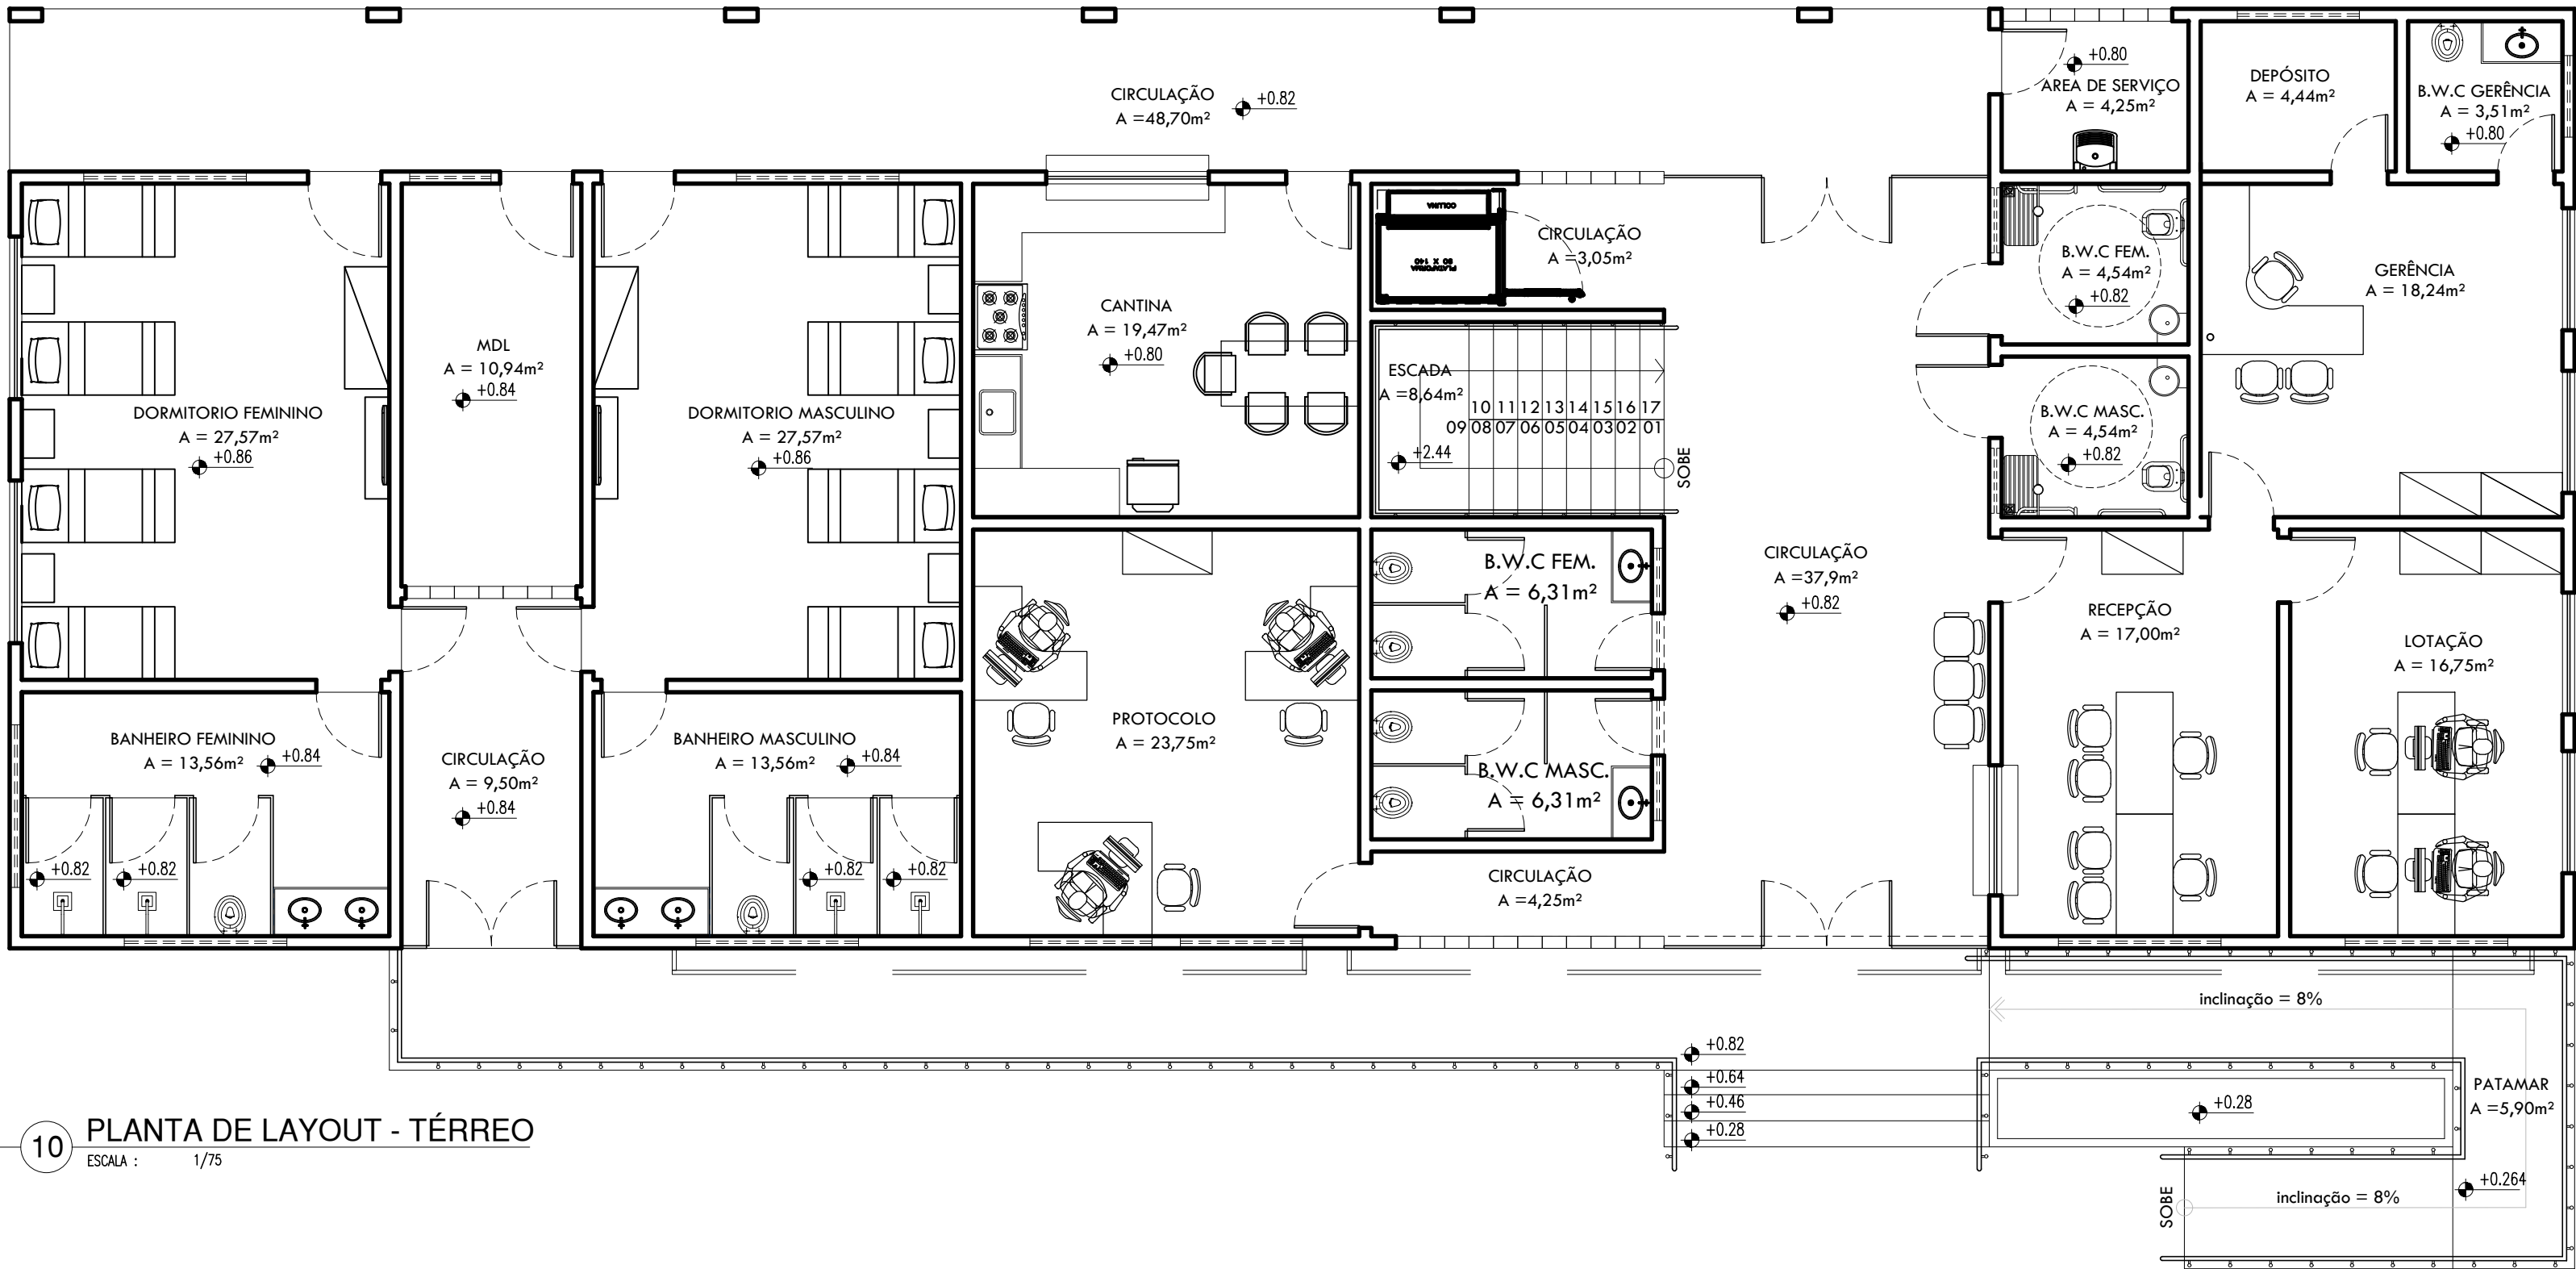 CIRCULAÇÃO
A =48,70m²
+0.82
+0.80
AREA DE SERVIÇO
A = 4,25m²
DEPÓSITO
A = 4,44m²
B.W.C GERÊNCIA
A = 3,51m²
+0.80
COLUNA
PLATAFORMA
80 X 140
CIRCULAÇÃO
A =3,05m²
B.W.C FEM.
A = 4,54m²
+0.82
GERÊNCIA
A = 18,24m²
CANTINA
A = 19,47m²
+0.80
MDL
A = 10,94m²
+0.84
DORMITORIO FEMININO
A = 27,57m²
+0.86
DORMITORIO MASCULINO
A = 27,57m²
+0.86
ESCADA
A =8,64m²
10 11 12 13 14 15 16 17
09 08 07 06 05 04 03 02 01
+2.44
SOBE
B.W.C MASC.
A = 4,54m²
+0.82
B.W.C FEM.
A = 6,31m²
CIRCULAÇÃO
A =37,9m²
+0.82
RECEPÇÃO
A = 17,00m²
LOTAÇÃO
A = 16,75m²
PROTOCOLO
A = 23,75m²
BANHEIRO FEMININO
A = 13,56m²
+0.84
CIRCULAÇÃO
A = 9,50m²
+0.84
BANHEIRO MASCULINO
A = 13,56m²
+0.84
B.W.C MASC.
A = 6,31m²
+0.82
+0.82
+0.82
+0.82
CIRCULAÇÃO
A =4,25m²
inclinação = 8%
+0.82
+0.64
+0.46
+0.28
+0.28
PATAMAR
A =5,90m²
+0.264
SOBE
inclinação = 8%
10
PLANTA DE LAYOUT - TÉRREO
ESCALA : 1/75